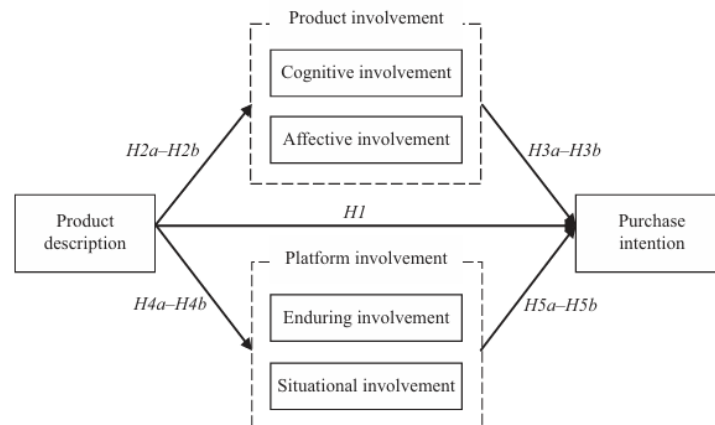 Product involvement
Cognitive involvement
Affective involvement
H2a–H2b
H3a–H3b
Product
description
H1
Purchase
intention
Platform involvement
H4a–H4b
H5a–H5b
Enduring involvement
Situational involvement